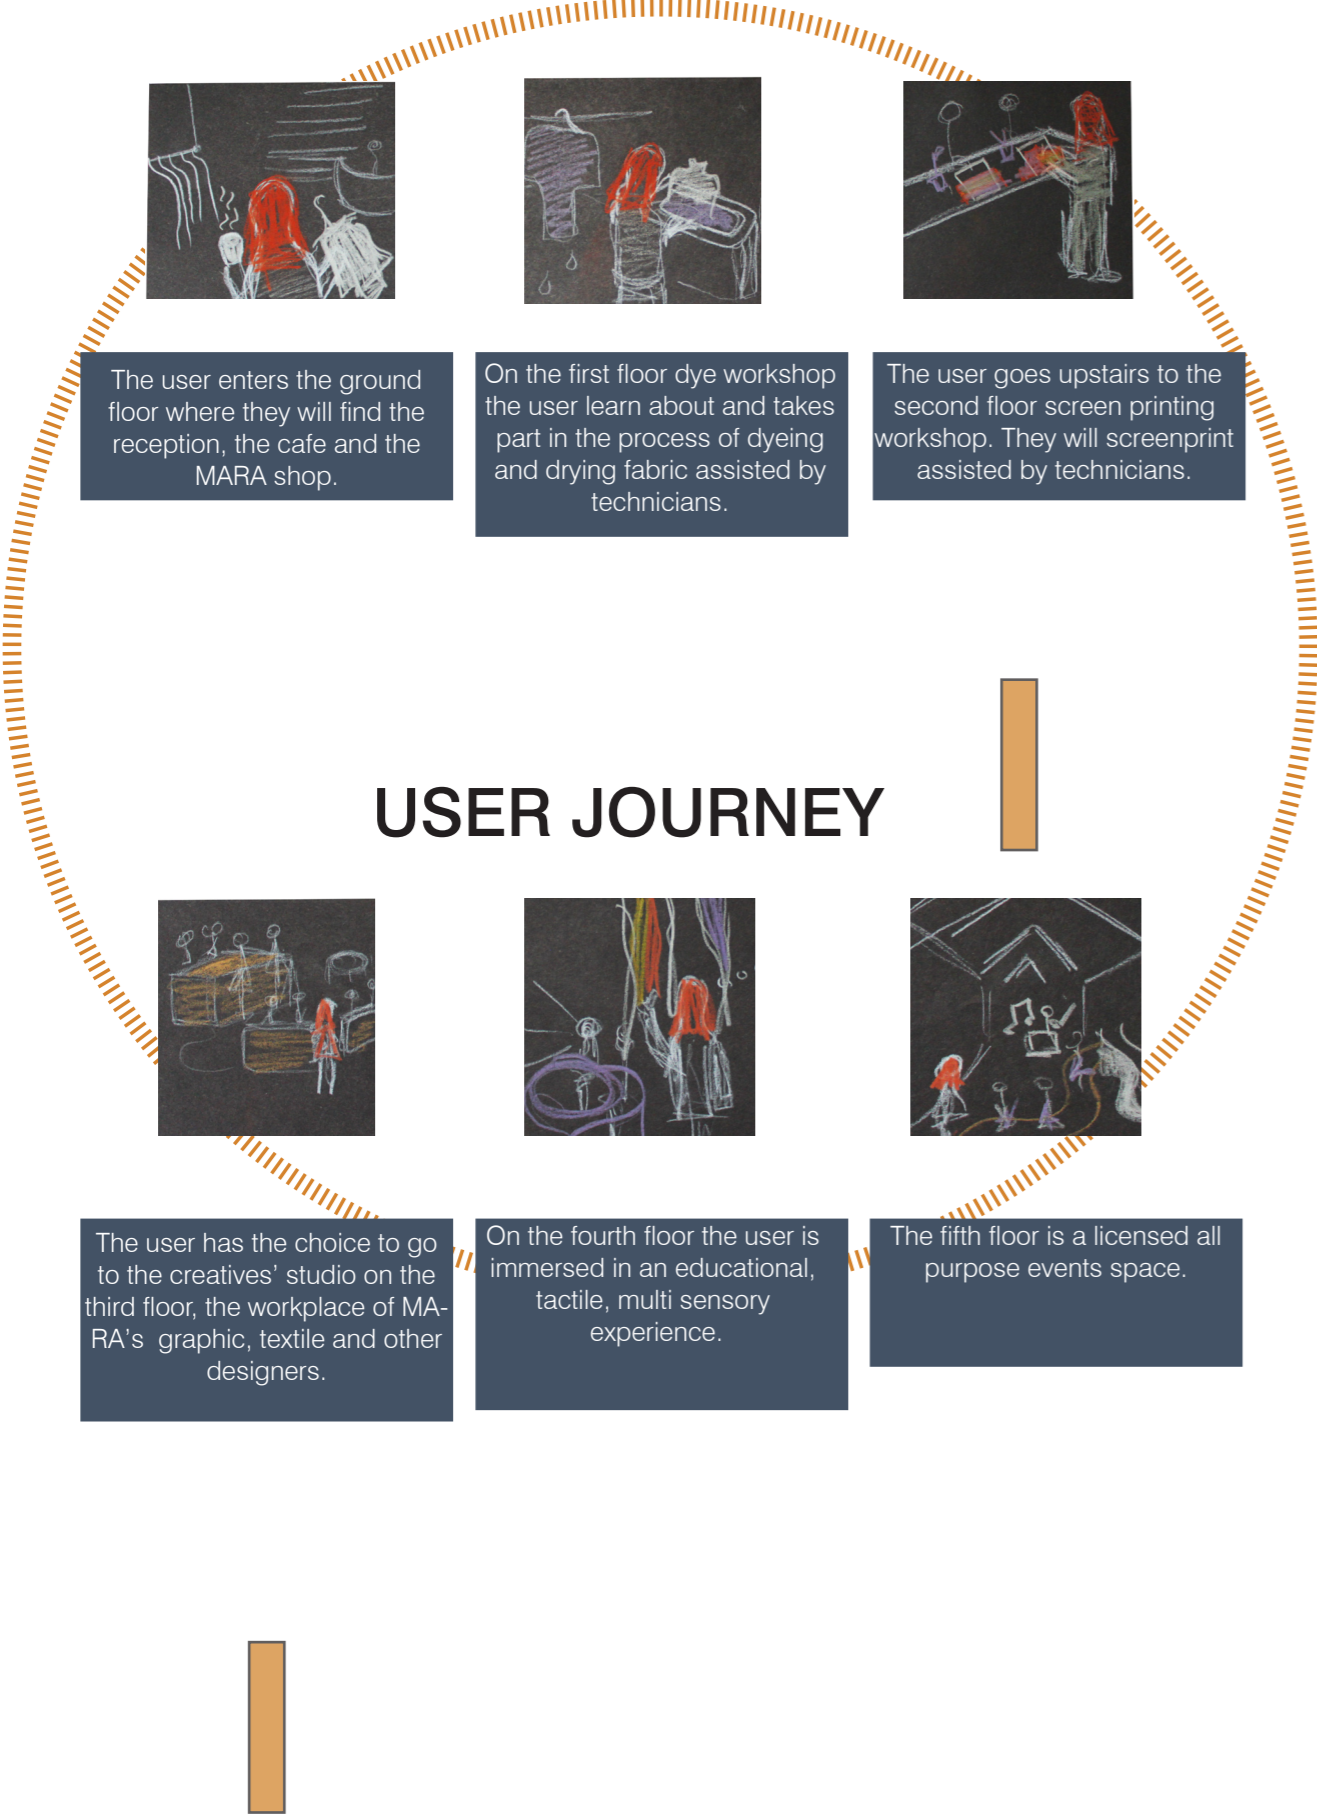 The user enters the ground
floor where they will find the
reception, the cafe and the
MARA shop.
On the first floor dye workshop
the user learn about and takes
part in the process of dyeing
and drying fabric assisted by
technicians.
The user goes upstairs to the
second floor screen printing
workshop. They will screenprint
assisted by technicians.
USER JOURNEY
The user has the choice to go
to the creatives’ studio on the
third floor, the workplace of MA-
RA’s  graphic, textile and other
designers.
On the fourth floor the user is
immersed in an educational,
tactile, multi sensory
experience.
The fifth floor is a licensed all
purpose events space.